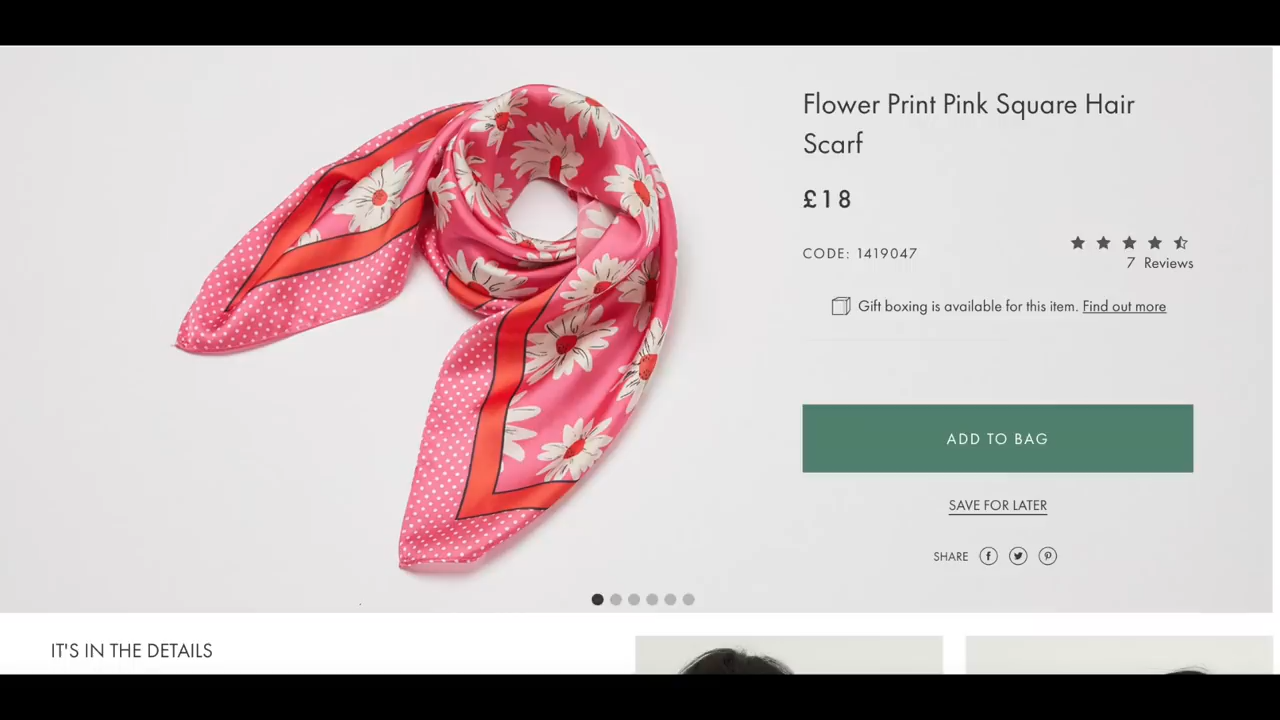 Flower Print Pink Square Hair
Scarf
£18
CODE: 1419047
7 Reviews
Gift boxing is available for this item. Find out more
ADD TO BAG
SAVE FOR LATER
SHARE
IT'S IN THE DETAILS